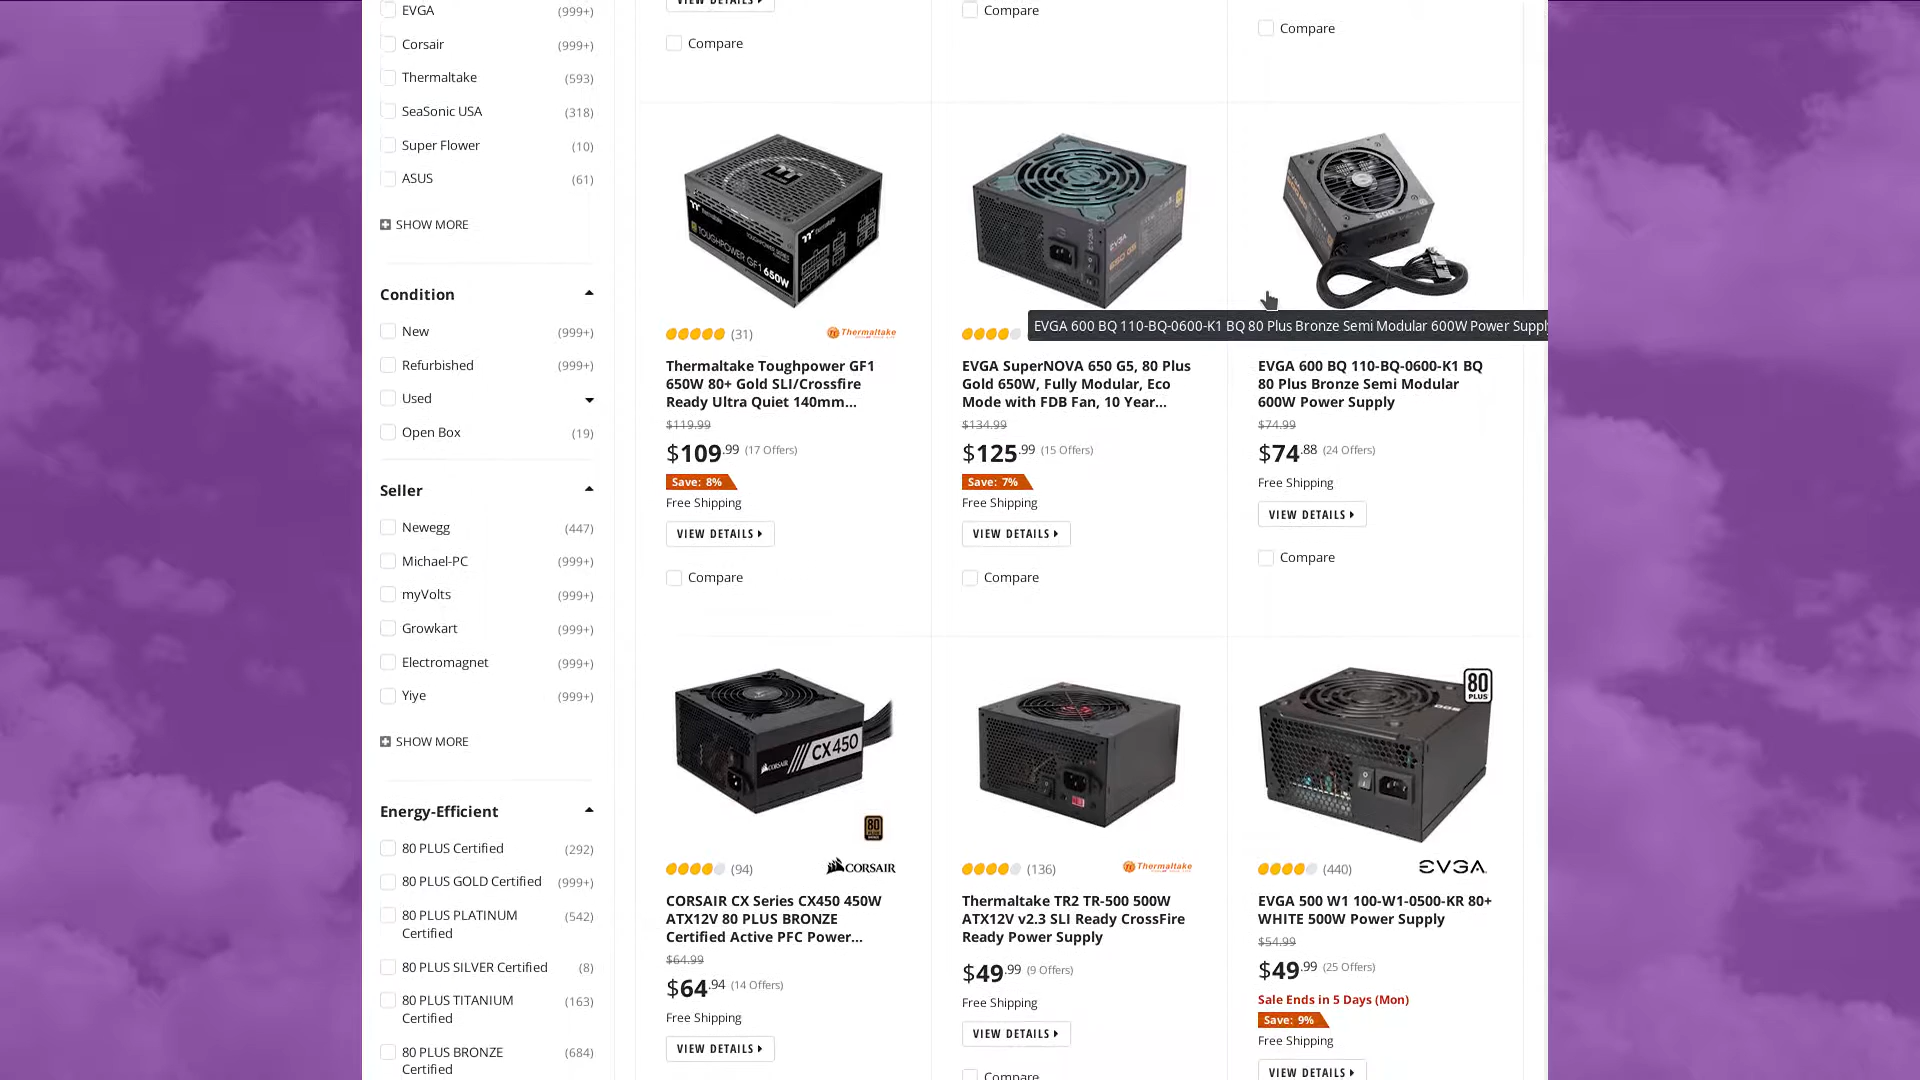 EVGA (999+)
Corsair (999+)
Thermaltake (593)
SeaSonic USA (318)
Super Flower (10)
ASUS (61)
SHOW MORE
Condition
New (999+)
Refurbished (999+)
Used
Open Box (19)
Seller
Newegg (447)
Michael-PC (999+)
myVolts (999+)
Growkart (999+)
Electromagnet (999+)
Yiye (999+)
SHOW MORE
Energy-Efficient
80 PLUS Certified (292)
80 PLUS GOLD Certified (999+)
80 PLUS PLATINUM (542)
Certified
80 PLUS SILVER Certified (8)
80 PLUS TITANIUM (163)
Certified
80 PLUS BRONZE (684)
Certified
VIEW DETAILS
Compare
Compare
Compare
thermaltake
TOUGHPOWER GF1 650W
(31)
Thermaltake
Thermaltake Toughpower GF1
650W 80+ Gold SLI/Crossfire
Ready Ultra Quiet 140mm...
$119.99
$109.99 (17 Offers)
Save: 8%
Free Shipping
VIEW DETAILS
Compare
EVGA
650 G5
EVGA SuperNOVA 650 G5, 80 Plus
Gold 650W, Fully Modular, Eco
Mode with FDB Fan, 10 Year...
$134.99
$125.99 (15 Offers)
Save: 7%
Free Shipping
VIEW DETAILS
Compare
EVGA 600 BQ 110-BQ-0600-K1 BQ 80 Plus Bronze Semi Modular 600W Power Supply
EVGA 600 BQ 110-BQ-0600-K1 BQ
80 Plus Bronze Semi Modular
600W Power Supply
$74.99
$74.88 (24 Offers)
Free Shipping
VIEW DETAILS
Compare
CORSAIR
CX450
80
(94)
CORSAIR
CORSAIR CX Series CX450 450W
ATX12V 80 PLUS BRONZE
Certified Active PFC Power...
$64.99
$64.94 (14 Offers)
Free Shipping
VIEW DETAILS
(136)
Thermaltake
Thermaltake TR2 TR-500 500W
ATX12V v2.3 SLI Ready CrossFire
Ready Power Supply
$49.99 (9 Offers)
Free Shipping
VIEW DETAILS
Compare
80
PLUS
(440)
EVGA
EVGA 500 W1 100-W1-0500-KR 80+
WHITE 500W Power Supply
$54.99
$49.99 (25 Offers)
Sale Ends in 5 Days (Mon)
Save: 9%
Free Shipping
VIEW DETAILS